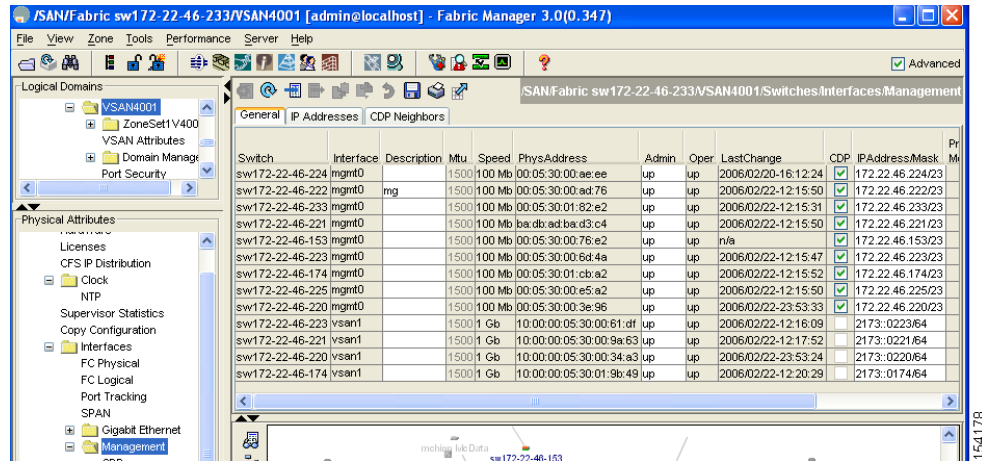 /SAN/Fabric sw172-22-46-233/VSAN4001 [admin@localhost] - Fabric Manager 3.0(0.347)
File View Zone Tools Performance Server Help
Advanced
Logical Domains
VSAN4001
ZoneSet1V400
VSAN Attributes
Domain Manage
Port Security
Physical Attributes
Licenses
CFS IP Distribution
Clock
NTP
Supervisor Statistics
Copy Configuration
Interfaces
FC Physical
FC Logical
Port Tracking
SPAN
Gigabit Ethernet
Management
/SAN/Fabric sw172-22-46-233/VSAN4001/Switches/Interfaces/Management
General IP Addresses CDP Neighbors
Switch Interface Description Mtu Speed PhysAddress Admin Oper LastChange CDP IPAddress/Mask
sw172-22-46-224 mgmt0 1500 100 Mb 00:05:30:00:ae:ee up up 2006/02/20-16:12:24 172.22.46.224/23
sw172-22-46-222 mgmt0 mg 1500 100 Mb 00:05:30:00:ad:76 up up 2006/02/22-12:15:50 172.22.46.222/23
sw172-22-46-233 mgmt0 1500 100 Mb 00:05:30:01:82:e2 up up 2006/02/22-12:15:31 172.22.46.233/23
sw172-22-46-221 mgmt0 1500 100 Mb ba:db:ad:ba:d3:c4 up up 2006/02/22-12:15:50 172.22.46.221/23
sw172-22-46-153 mgmt0 1500 100 Mb 00:05:30:00:76:e2 up up n/a 172.22.46.153/23
sw172-22-46-223 mgmt0 1500 100 Mb 00:05:30:00:6d:4a up up 2006/02/22-12:15:47 172.22.46.223/23
sw172-22-46-174 mgmt0 1500 100 Mb 00:05:30:01:cb:a2 up up 2006/02/22-12:15:52 172.22.46.174/23
sw172-22-46-225 mgmt0 1500 100 Mb 00:05:30:00:e5:a2 up up 2006/02/22-12:15:50 172.22.46.225/23
sw172-22-46-220 mgmt0 1500 100 Mb 00:05:30:00:3e:96 up up 2006/02/22-23:53:33 172.22.46.220/23
sw172-22-46-223 vsan1 1500 1 Gb 10:00:00:05:30:00:61:df up up 2006/02/22-12:16:09 2173::0223/64
sw172-22-46-221 vsan1 1500 1 Gb 10:00:00:05:30:00:9a:63 up up 2006/02/22-12:17:52 2173::0221/64
sw172-22-46-220 vsan1 1500 1 Gb 10:00:00:05:30:00:34:a3 up up 2006/02/22-23:53:24 2173::0220/64
sw172-22-46-174 vsan1 1500 1 Gb 10:00:00:05:30:01:9b:49 up up 2006/02/22-12:20:29 2173::0174/64
Data
sw172-22-46-153
154178